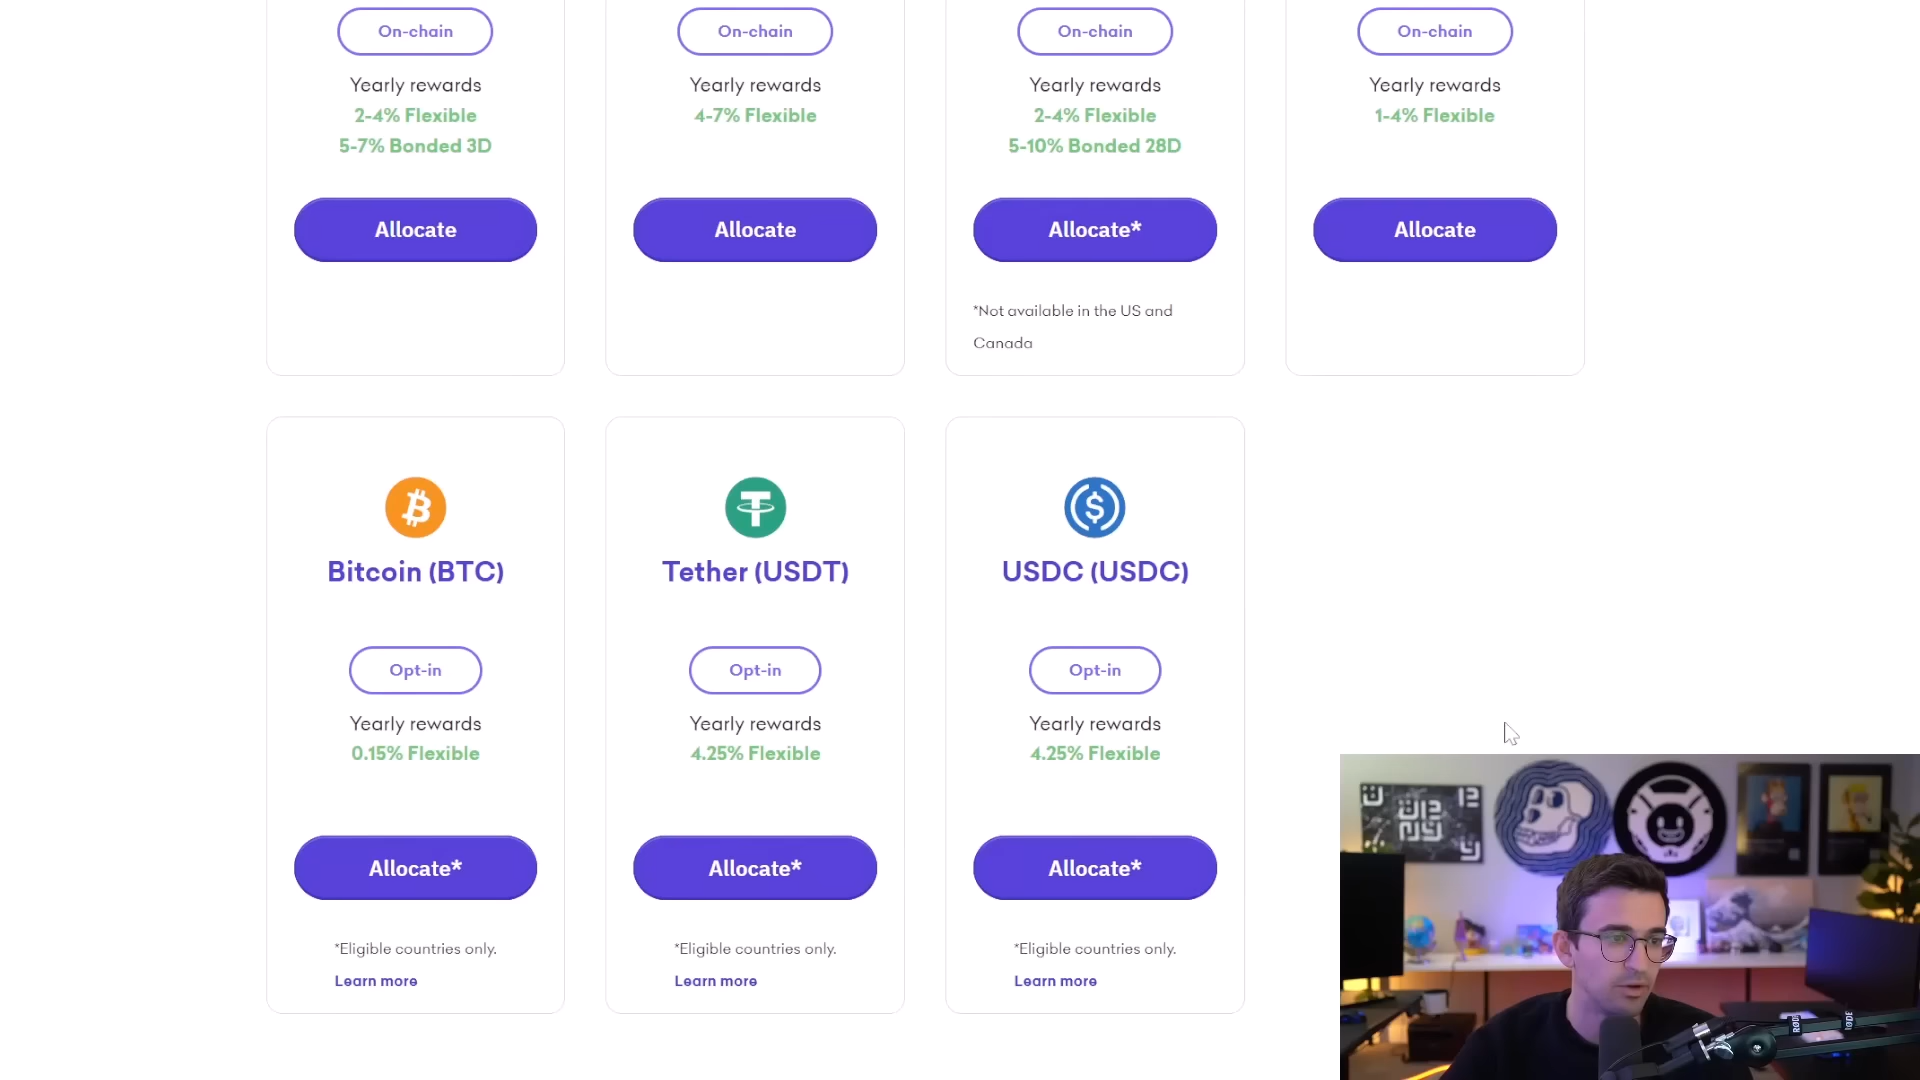 On-chain
Yearly rewards
2-4% Flexible
5-7% Bonded 3D
Allocate
On-chain
Yearly rewards
4-7% Flexible
Allocate
On-chain
Yearly rewards
2-4% Flexible
5-10% Bonded 28D
Allocate*
*Not available in the US and
Canada
On-chain
Yearly rewards
1-4% Flexible
Allocate
Bitcoin (BTC)
Opt-in
Yearly rewards
0.15% Flexible
Allocate*
*Eligible countries only.
Learn more
Tether (USDT)
Opt-in
Yearly rewards
4.25% Flexible
Allocate*
*Eligible countries only.
Learn more
USDC (USDC)
Opt-in
Yearly rewards
4.25% Flexible
Allocate*
*Eligible countries only.
Learn more
RØDE
RØDE